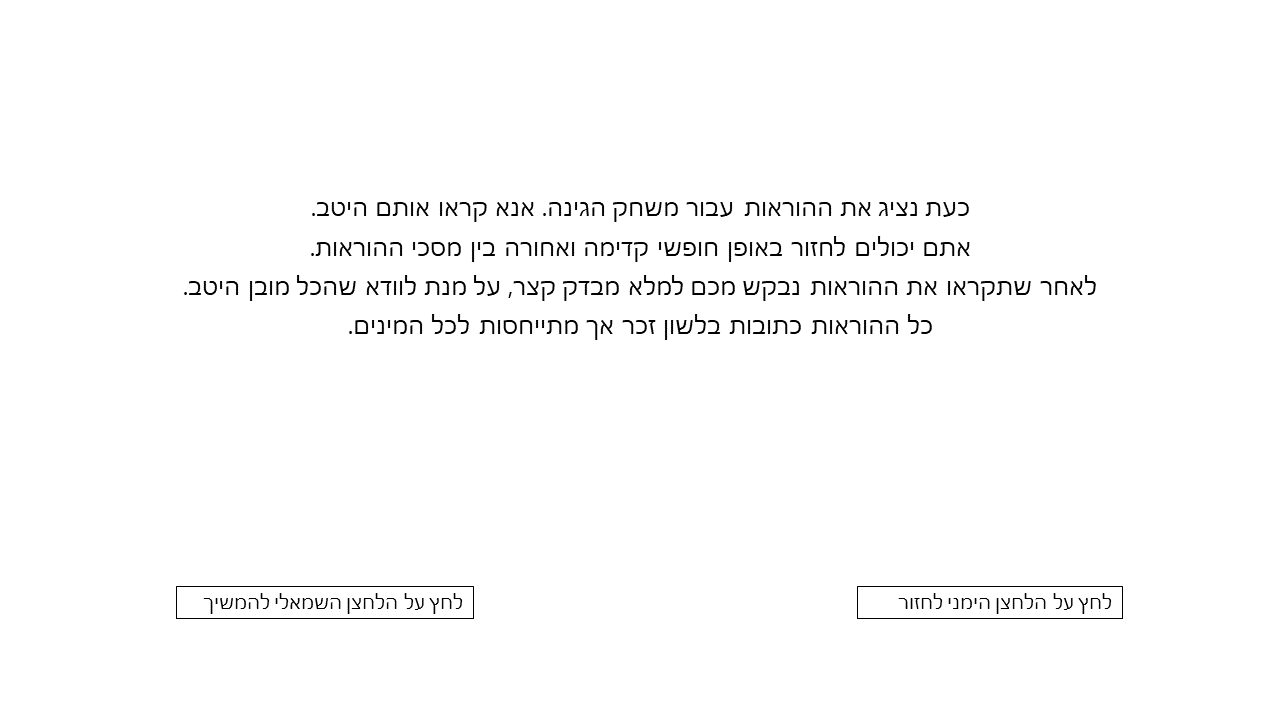 כעת נציג את ההוראות עבור משחק הגינה. אנא קראו אותם היטב.
אתם יכולים לחזור באופן חופשי קדימה ואחורה בין מסכי ההוראות.
לאחר שתקראו את ההוראות נבקש מכם למלא מבדק קצר, על מנת לוודא שהכל מובן היטב.
כל ההוראות כתובות בלשון זכר אך מתייחסות לכל המינים.
לחץ על הלחצן הימני לחזור
לחץ על הלחצן השמאלי להמשיך